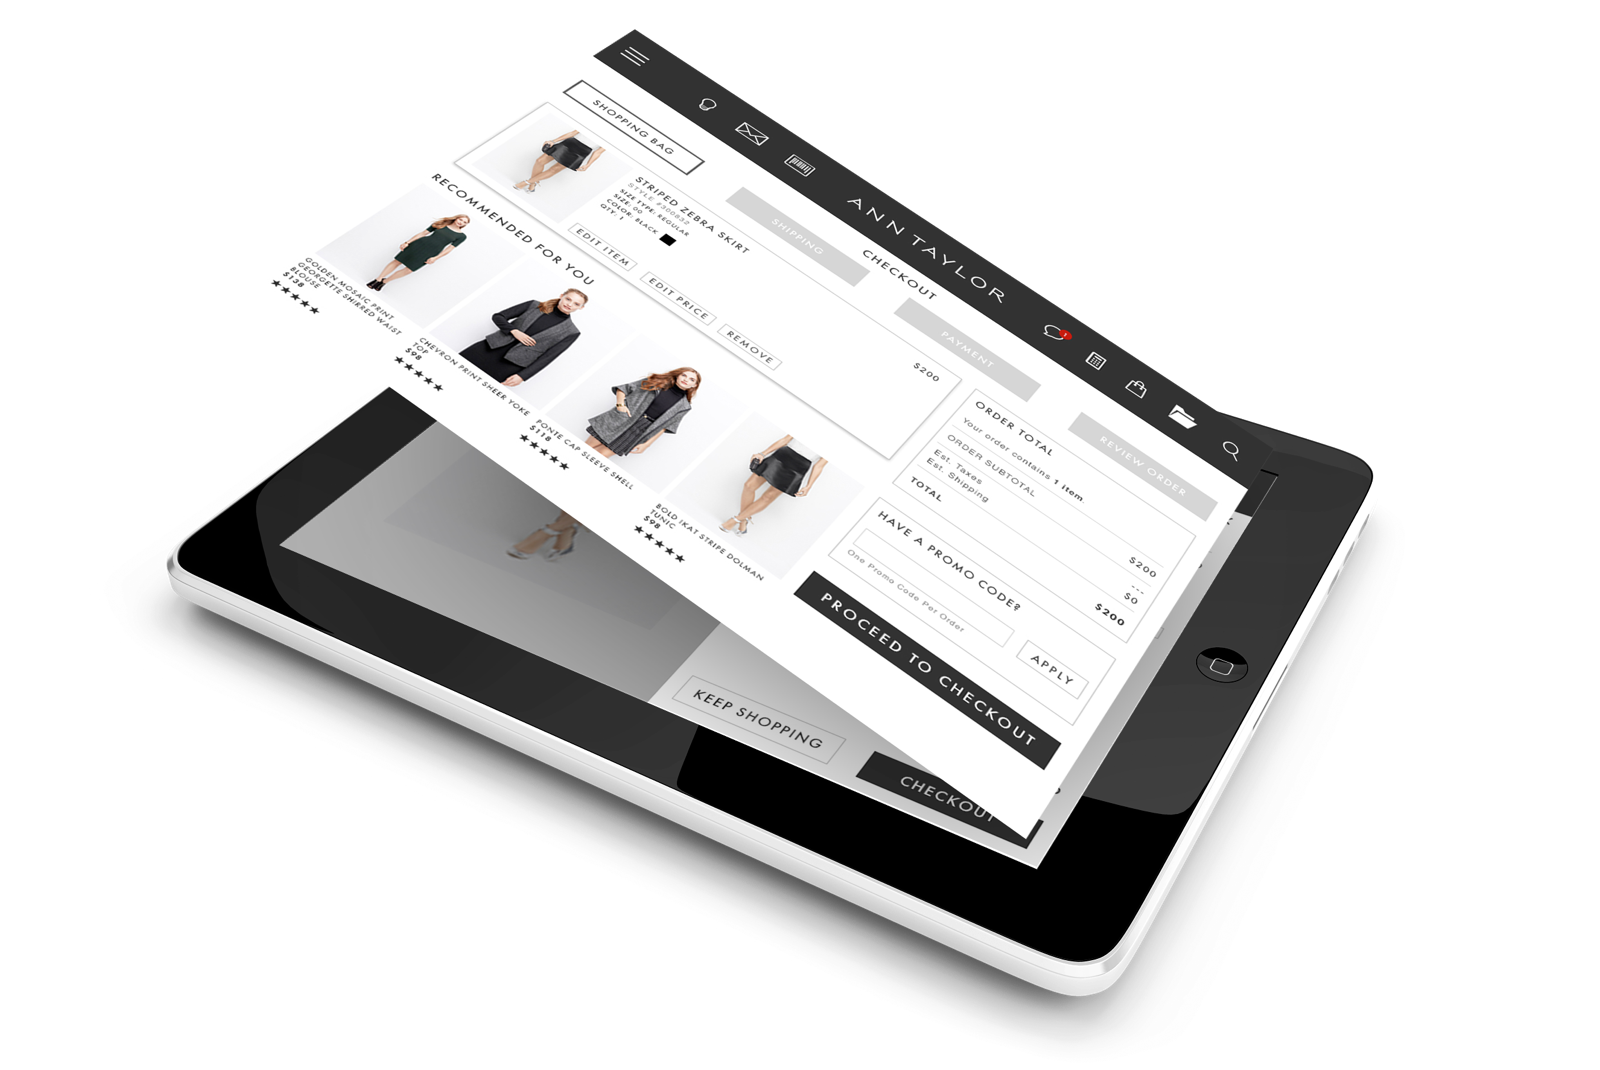 ANN TAYLOR
1
CHECKOUT
SHOPPING BAG
SHIPPING
PAYMENT
REVIEW ORDER
STRIPED ZEBRA SKIRT
STYLE #300832
SIZE TYPE: REGULAR
SIZE: 00
COLOR: BLACK
QTY: 1
EDIT ITEM
EDIT PRICE
REMOVE
$200
RECOMMENDED FOR YOU
GOLDEN MOSAIC PRINT
GEORGETTE SHIRRED WAIST
BLOUSE
$138
★★★★★
CHEVRON PRINT SHEER YOKE
TOP
$98
★★★★★
PONTE CAP SLEEVE SHELL
$118
★★★★★
BOLD IKAT STRIPE DOLMAN
TUNIC
$98
★★★★★
ORDER TOTAL
Your order contains 1 item
ORDER SUBTOTAL $200
Est. Taxes ---
Est. Shipping $0
TOTAL $200
HAVE A PROMO CODE?
One Promo Code Per Order
APPLY
PROCEED TO CHECKOUT
KEEP SHOPPING
CHECKOUT